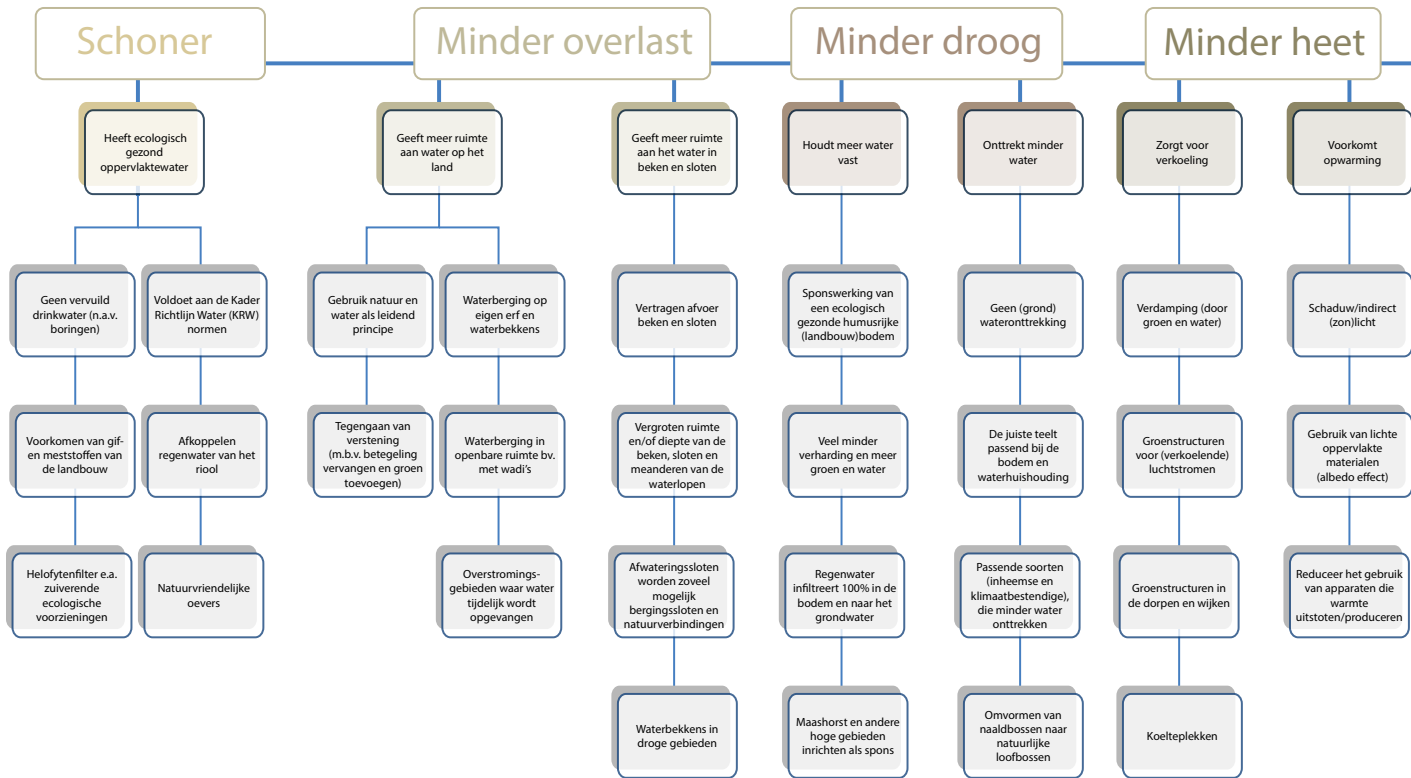 Schoner
Minder overlast
Minder droog
Minder heet
Heeft ecologisch
gezond
oppervlaktewater
Geeft meer ruimte
aan water op het
land
Geeft meer ruimte
aan het water in
beken en sloten
Houdt meer water
vast
Onttrekt minder
water
Zorgt voor
verkoeling
Voorkomt
opwarming
Geen vervuild
drinkwater (n.a.v.
boringen)
Voldoet aan de Kader
Richtlijn Water (KRW)
normen
Gebruik natuur en
water als leidend
principe
Waterberging op
eigen erf en
waterbekkens
Vertragen afvoer
beken en sloten
Sponswerking van
een ecologisch
gezonde humusrijke
(landbouw)bodem
Geen (grond)
wateronttrekking
Verdamping (door
groen en water)
Schaduw/indirect
(zon)licht
Voorkomen van gif-
en meststoffen van
de landbouw
Afkoppelen
regenwater van het
riool
Tegengaan van
verstening
(m.b.v. betegeling
vervangen en groen
toevoegen)
Waterberging in
openbare ruimte bv.
met wadi's
Vergroten ruimte
en/of diepte van de
beken, sloten en
meanderen van de
waterlopen
Veel minder
verharding en meer
groen en water
De juiste teelt
passend bij de
bodem en
waterhuishouding
Groenstructuren
voor (verkoelende)
luchtstromen
Gebruik van lichte
oppervlakte
materialen
(albedo effect)
Helofytenfilter e.a.
zuiverende
ecologische
voorzieningen
Natuurvriendelijke
oevers
Overstromings-
gebieden waar water
tijdelijk wordt
opgevangen
Afwateringssloten
worden zoveel
mogelijk
bergingssloten en
natuurverbindingen
Regenwater
infiltreert 100% in de
bodem en naar het
grondwater
Passende soorten
(inheemse en
klimaatbestendige),
die minder water
onttrekken
Groenstructuren in
de dorpen en wijken
Reduceer het gebruik
van apparaten die
warmte
uitstoten/produceren
Waterbekkens in
droge gebieden
Maashorst en andere
hoge gebieden
inrichten als spons
Omvormen van
naaldbossen naar
natuurlijke
loofbossen
Koelteplekken